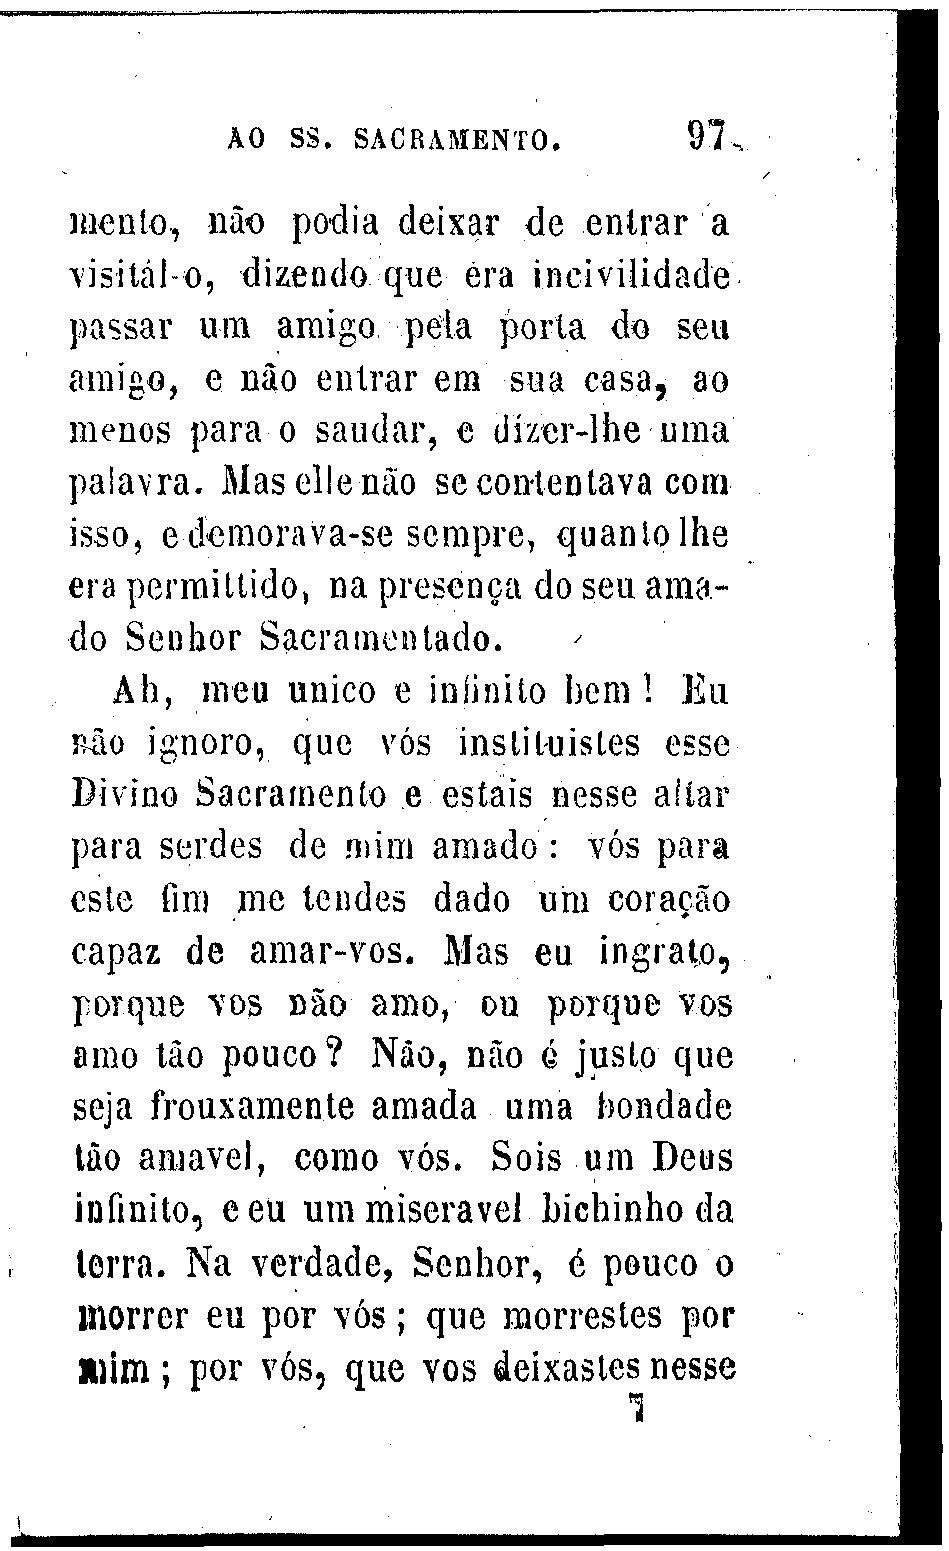 AO SS. SACRAMENTO. 97
mento, não podia deixar de entrar a
visitál-o, dizendo que era incivilidade
passar um amigo pela porta do seu
amigo, e não entrar em sua casa, ao
menos para o saudar, e dizer-lhe uma
palavra. Mas elle não se contentava com
isso, e demorava-se sempre, quanto lhe
era permittido, na presença do seu ama-
do Senhor Sacramentado.
Ah, meu unico e infinito bem! Eu
não ignoro, que vós instituistes esse
Divino Sacramento e estais nesse altar
para serdes de mim amado: vós para
este fim me tendes dado um coração
capaz de amar-vos. Mas eu ingrato,
porque vos não amo, ou porque vos
amo tão pouco? Não, não é justo que
seja frouxamente amada uma bondade
tão amavel, como vós. Sois um Deus
infinito, e eu um miseravel bichinho da
terra. Na verdade, Senhor, é pouco o
morrer eu por vós; que morrestes por
mim; por vós, que vos deixastes nesse
7